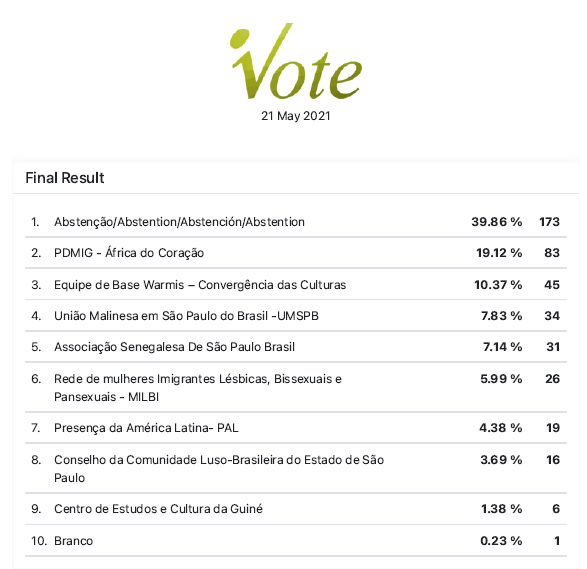 iVote
21 May 2021
Final Result
1. Abstenção/Abstention/Abstención/Abstention 39.86 % 173
2. PDMIG - África do Coração 19.12 % 83
3. Equipe de Base Warmis – Convergência das Culturas 10.37 % 45
4. União Malinesa em São Paulo do Brasil -UMSPB 7.83 % 34
5. Associação Senegalesa De São Paulo Brasil 7.14 % 31
6. Rede de mulheres Imigrantes Lésbicas, Bissexuais e 5.99 % 26
Pansexuais - MILBI
7. Presença da América Latina- PAL 4.38 % 19
8. Conselho da Comunidade Luso-Brasileira do Estado de São 3.69 % 16
Paulo
9. Centro de Estudos e Cultura da Guiné 1.38 % 6
10. Branco 0.23 % 1